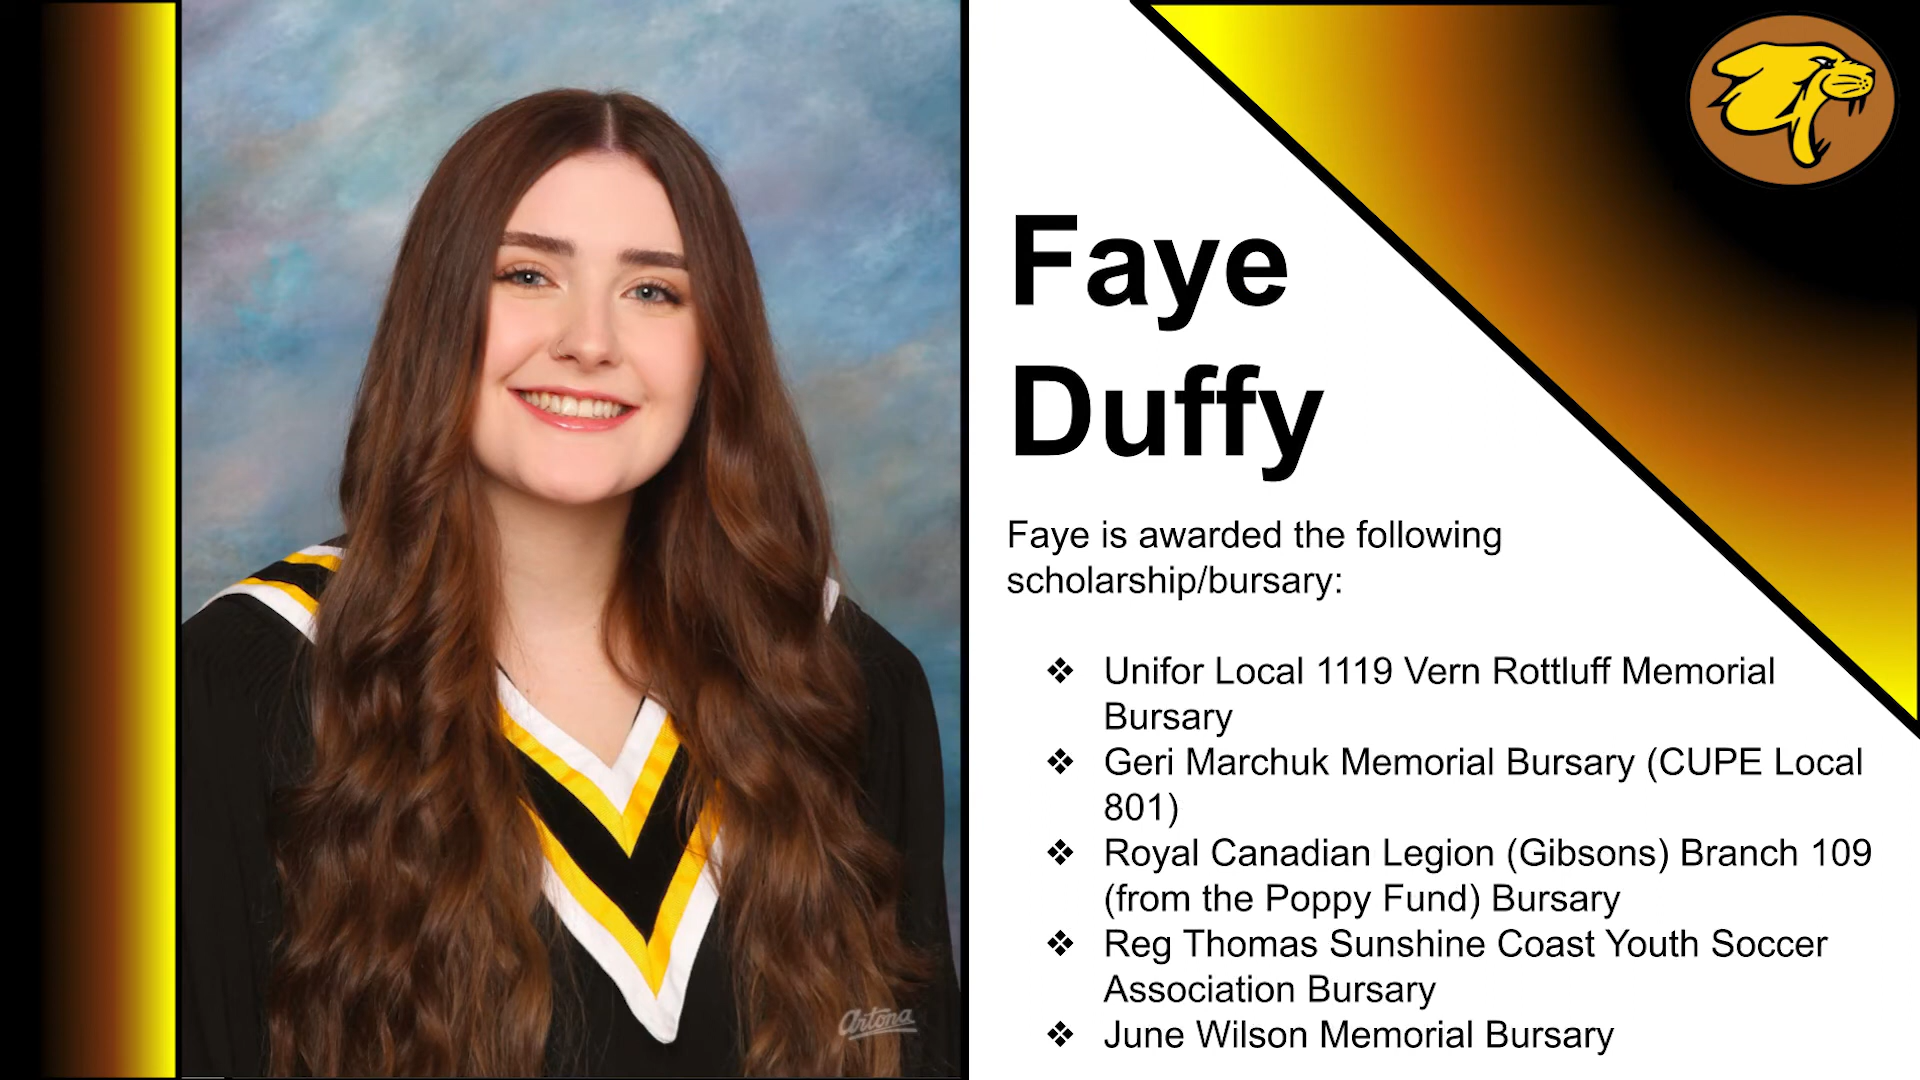 Faye
Duffy
Faye is awarded the following
scholarship/bursary:
❖ Unifor Local 1119 Vern Rottluff Memorial
Bursary
❖ Geri Marchuk Memorial Bursary (CUPE Local
801)
❖ Royal Canadian Legion (Gibsons) Branch 109
(from the Poppy Fund) Bursary
❖ Reg Thomas Sunshine Coast Youth Soccer
Association Bursary
❖ June Wilson Memorial Bursary
Artona